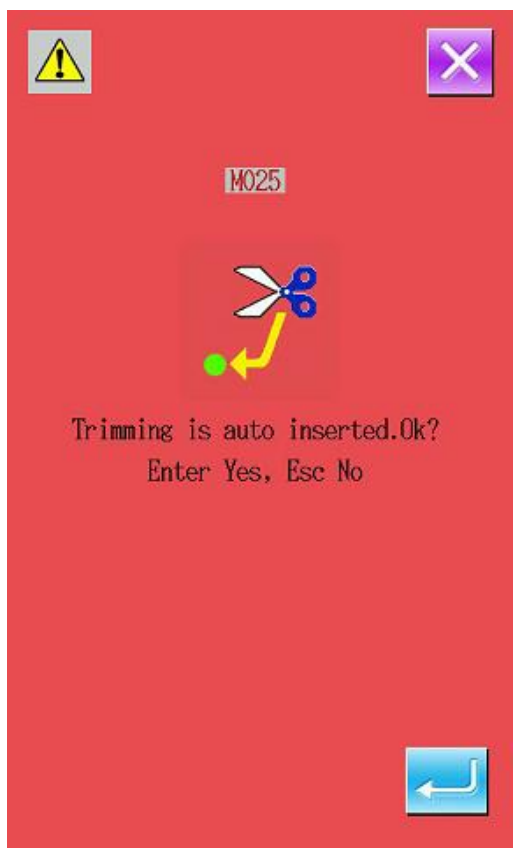 M025
Trimming is auto inserted.Ok?
Enter Yes, Esc No